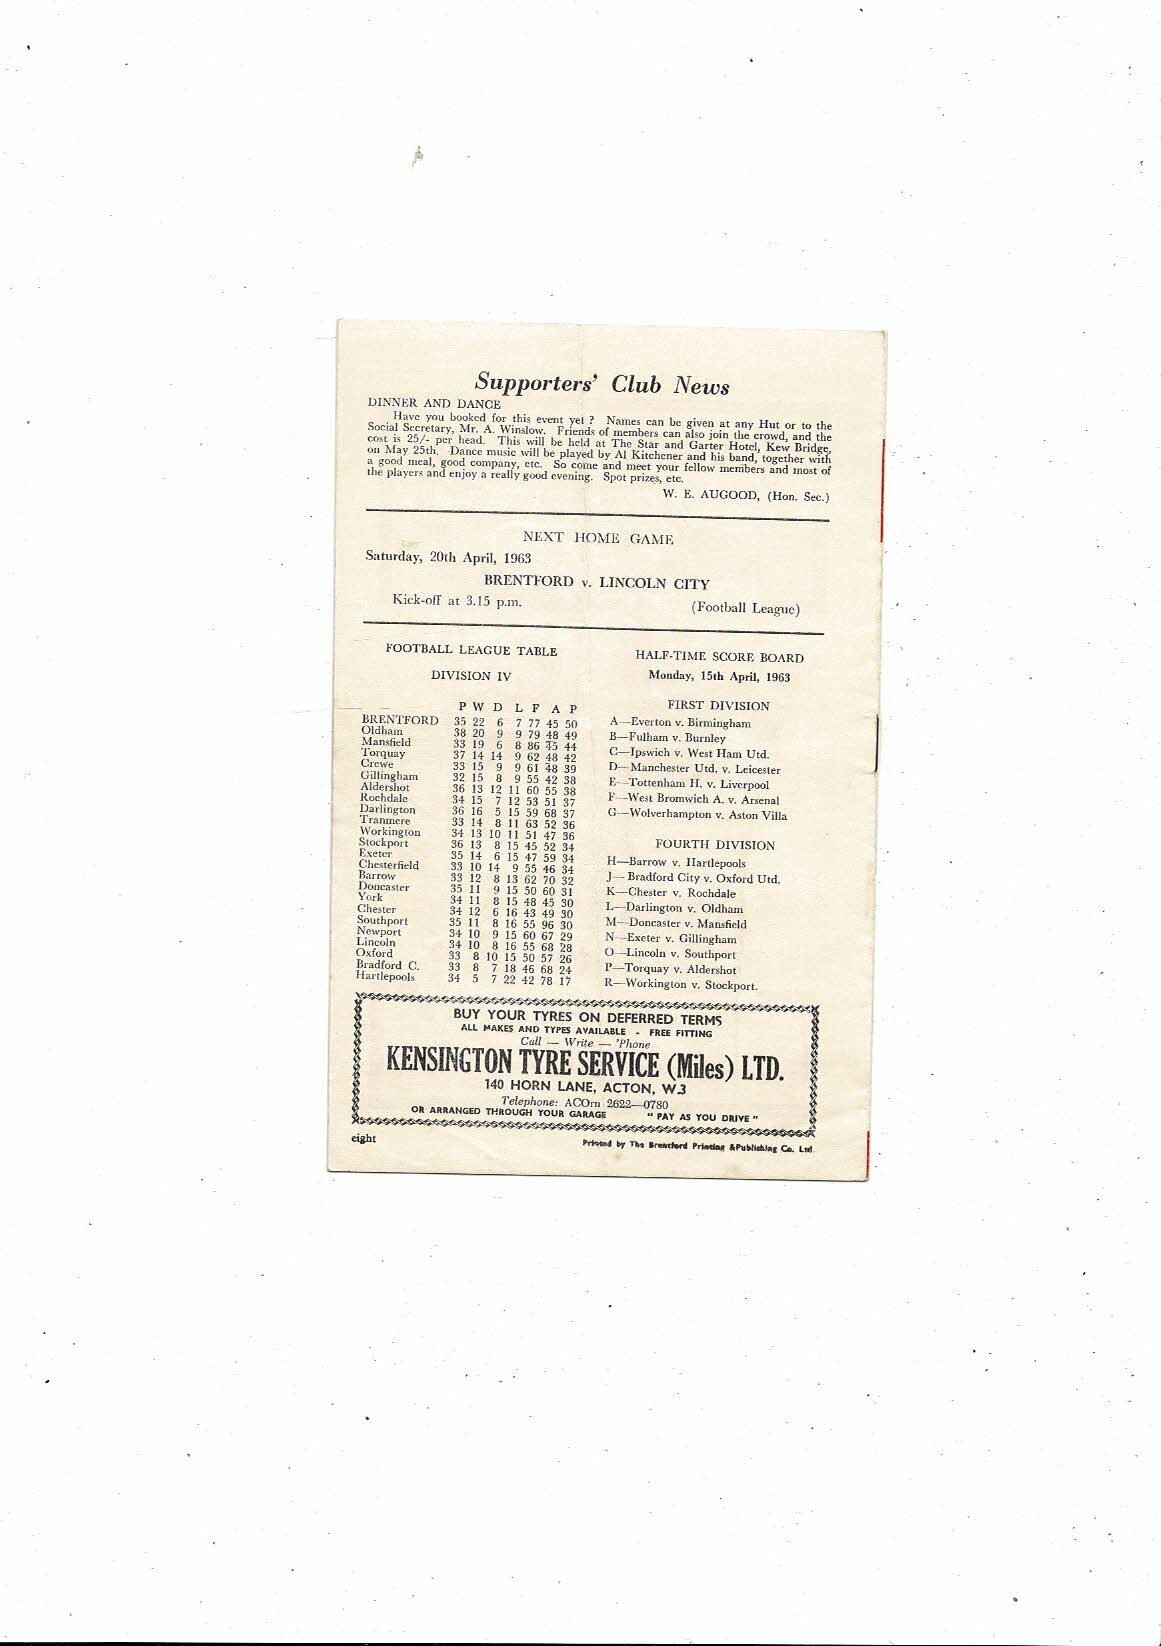 Supporters' Club News
DINNER AND DANCE
Have you booked for this event yet ? Names can be given at any Hut or to the
Social Secretary, Mr. A. Winslow. Friends of members can also join the crowd, and the
cost is 25/- per head. This will be held at The Star and Garter Hotel, Kew Bridge,
on May 25th. Dance music will be played by Al Kitchener and his band, together with
a good meal, good company, etc. So come and meet your fellow members and most of
the players and enjoy a really good evening. Spot prizes, etc.
W. E. AUGOOD, (Hon. Sec.)
NEXT HOME GAME
Saturday, 20th April, 1963
BRENTFORD v. LINCOLN CITY
Kick-off at 3.15 p.m. (Football League)
FOOTBALL LEAGUE TABLE
DIVISION IV
P W D L F A P
BRENTFORD 35 22 6 7 77 45 50
Oldham 38 20 9 9 79 48 49
Mansfield 33 19 6 8 86 45 44
Torquay 37 14 14 9 62 48 42
Crewe 33 15 9 9 61 48 39
Gillingham 32 15 8 9 55 42 38
Aldershot 36 13 12 11 60 55 38
Rochdale 34 15 7 12 53 51 37
Darlington 36 16 5 15 59 68 37
Tranmere 33 14 8 11 63 52 36
Workington 34 13 10 11 51 47 36
Stockport 36 13 8 15 45 52 34
Exeter 35 14 6 15 47 59 34
Chesterfield 33 10 14 9 55 46 34
Barrow 33 12 8 13 62 70 32
Doncaster 35 11 9 15 50 60 31
York 34 11 8 15 48 45 30
Chester 34 12 6 16 43 49 30
Southport 35 11 8 16 55 96 30
Newport 34 10 9 15 60 67 29
Lincoln 34 10 8 16 55 68 28
Oxford 33 8 10 15 50 57 26
Bradford C. 33 8 7 18 46 68 24
Hartlepools 34 5 7 22 42 78 17
HALF-TIME SCORE BOARD
Monday, 15th April, 1963
FIRST DIVISION
A—Everton v. Birmingham
B—Fulham v. Burnley
C—Ipswich v. West Ham Utd.
D—Manchester Utd. v. Leicester
E—Tottenham H. v. Liverpool
F—West Bromwich A. v. Arsenal
G—Wolverhampton v. Aston Villa
FOURTH DIVISION
H—Barrow v. Hartlepools
J—Bradford City v. Oxford Utd.
K—Chester v. Rochdale
L—Darlington v. Oldham
M—Doncaster v. Mansfield
N—Exeter v. Gillingham
O—Lincoln v. Southport
P—Torquay v. Aldershot
R—Workington v. Stockport.
BUY YOUR TYRES ON DEFERRED TERMS
ALL MAKES AND TYPES AVAILABLE - FREE FITTING
Call — Write — 'Phone
KENSINGTON TYRE SERVICE (Miles) LTD.
140 HORN LANE, ACTON, W.3
Telephone: ACOrn 2622—0780
OR ARRANGED THROUGH YOUR GARAGE " PAY AS YOU DRIVE "
eight
Printed by The Brentford Printing &Publishing Co. Ltd.